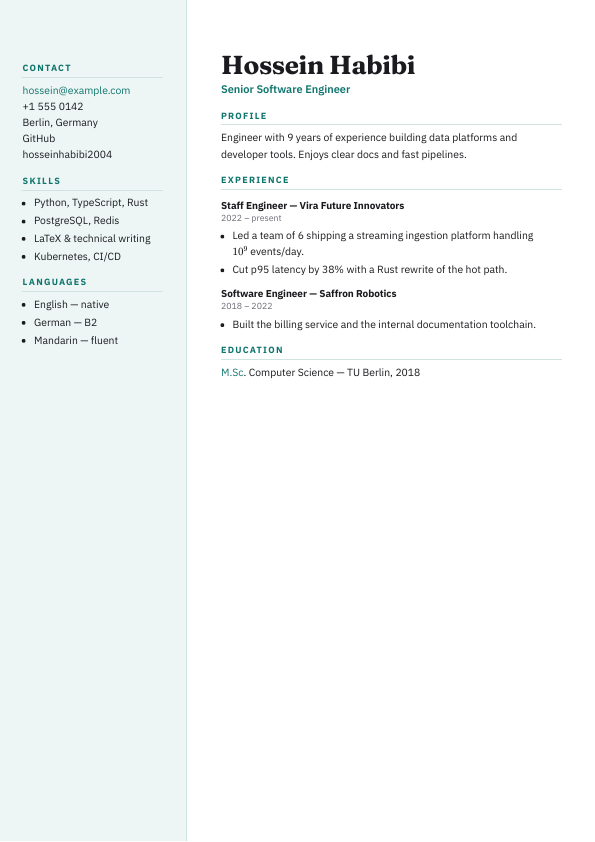 CONTACT
hossein@example.com
+1 555 0142
Berlin, Germany
GitHub
hosseinhabibi2004
SKILLS
• Python, TypeScript, Rust
• PostgreSQL, Redis
• LaTeX & technical writing
• Kubernetes, CI/CD
LANGUAGES
• English — native
• German — B2
• Mandarin — fluent
Hossein Habibi
Senior Software Engineer
PROFILE
Engineer with 9 years of experience building data platforms and
developer tools. Enjoys clear docs and fast pipelines.
EXPERIENCE
Staff Engineer — Vira Future Innovators
2022 – present
• Led a team of 6 shipping a streaming ingestion platform handling
10⁹ events/day.
• Cut p95 latency by 38% with a Rust rewrite of the hot path.
Software Engineer — Saffron Robotics
2018 – 2022
• Built the billing service and the internal documentation toolchain.
EDUCATION
M.Sc. Computer Science — TU Berlin, 2018